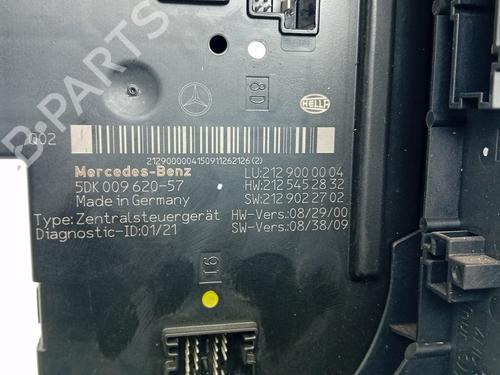 B-PARTS
8D
HELLA
Q02
2129000004150911262126(2)
Mercedes-Benz
LU:212 900 00 04
5DK 009 620-57
HW:212 545 28 32
Made in Germany
SW:212 902 27 02
Type:Zentralsteuergerät
HW-Vers:08/29/00
Diagnostic-ID:01/21
SW-Vers:08/38/09
16